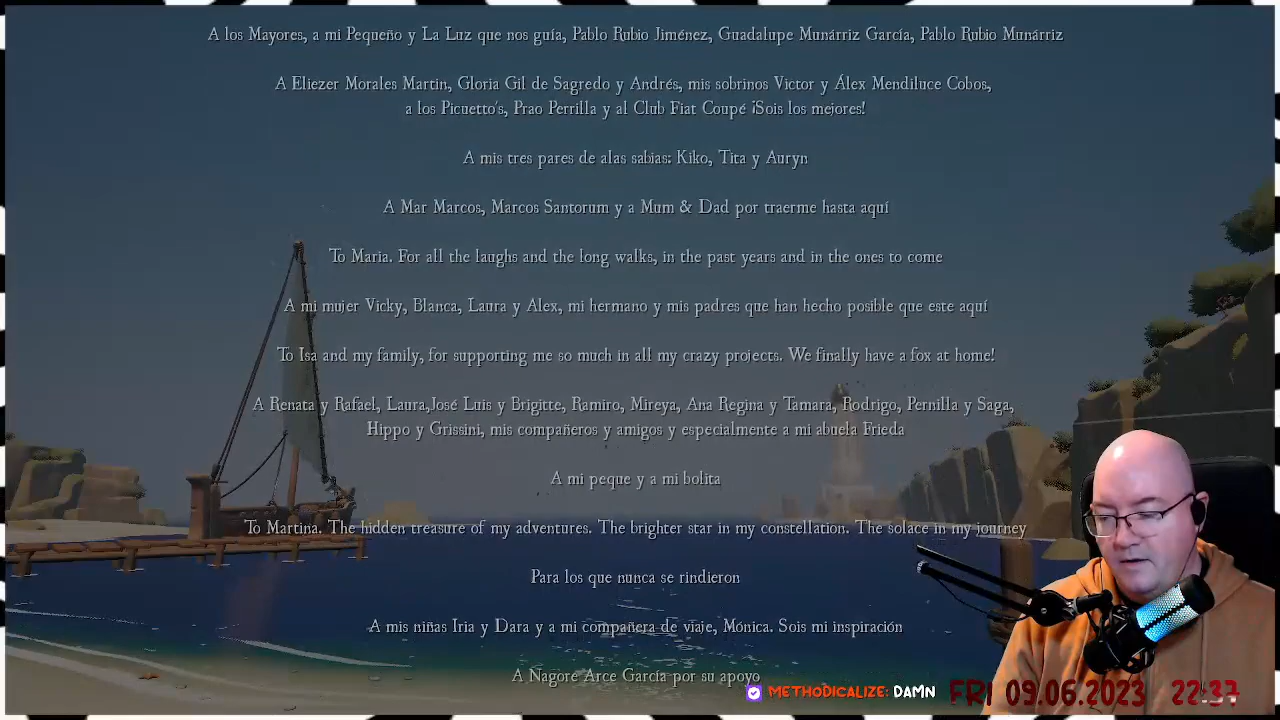 A los Mayores, a mi Pequeño y La Luz que nos guía, Pablo Rubio Jiménez, Guadalupe Munárriz García, Pablo Rubio Munárriz
A Eliezer Morales Martin, Gloria Gil de Sagredo y Andrés, mis sobrinos Victor y Álex Mendiluce Cobos,
a los Picuetto's, Prao Perrilla y al Club Fiat Coupé ¡Sois los mejores!
A mis tres pares de alas sabias: Kiko, Tita y Auryn
A Mar Marcos, Marcos Santorum y a Mum & Dad por traerme hasta aquí
To Maria. For all the laughs and the long walks, in the past years and in the ones to come
A mi mujer Vicky, Blanca, Laura y Alex, mi hermano y mis padres que han hecho posible que este aquí
To Isa and my family, for supporting me so much in all my crazy projects. We finally have a fox at home!
A Renata y Rafael, Laura,José Luis y Brigitte, Ramiro, Mireya, Ana Regina y Tamara, Rodrigo, Pernilla y Saga,
Hippo y Grissini, mis compañeros y amigos y especialmente a mi abuela Frieda
A mi peque y a mi bolita
To Martina. The hidden treasure of my adventures. The brighter star in my constellation. The solace in my journey
Para los que nunca se rindieron
A mis niñas Iria y Dara y a mi compañera de viaje, Mónica. Sois mi inspiración
A Nagore Arce García por su apoyo
METHODICALIZE: DAMN
FRI 09.06.2023 22:37